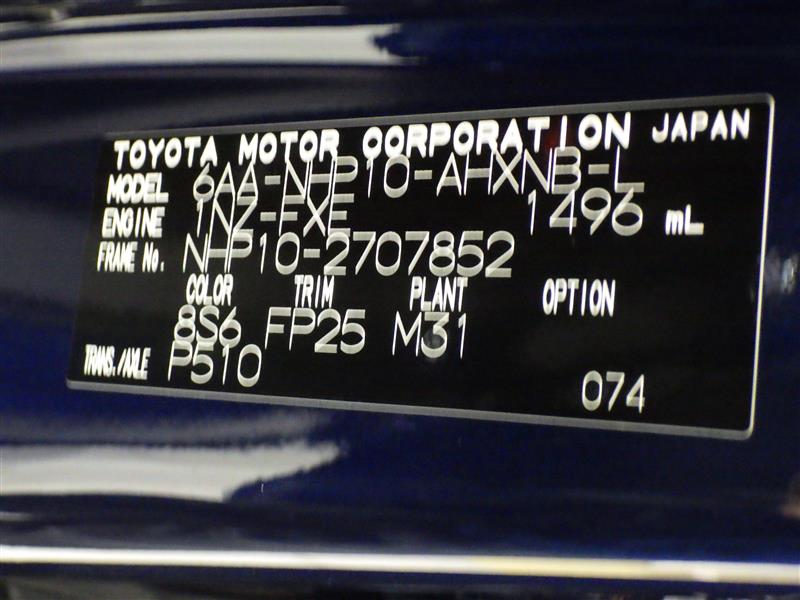 TOYOTA MOTOR CORPORATION JAPAN
MODEL 6AA-NHP10-AHXNB-L
ENGINE 1NZ-FXE 1496 mL
FRAME No. NHP10-2707852
COLOR TRIM PLANT OPTION
8S6 FP25 M31
TRANS./AXLE P510
074